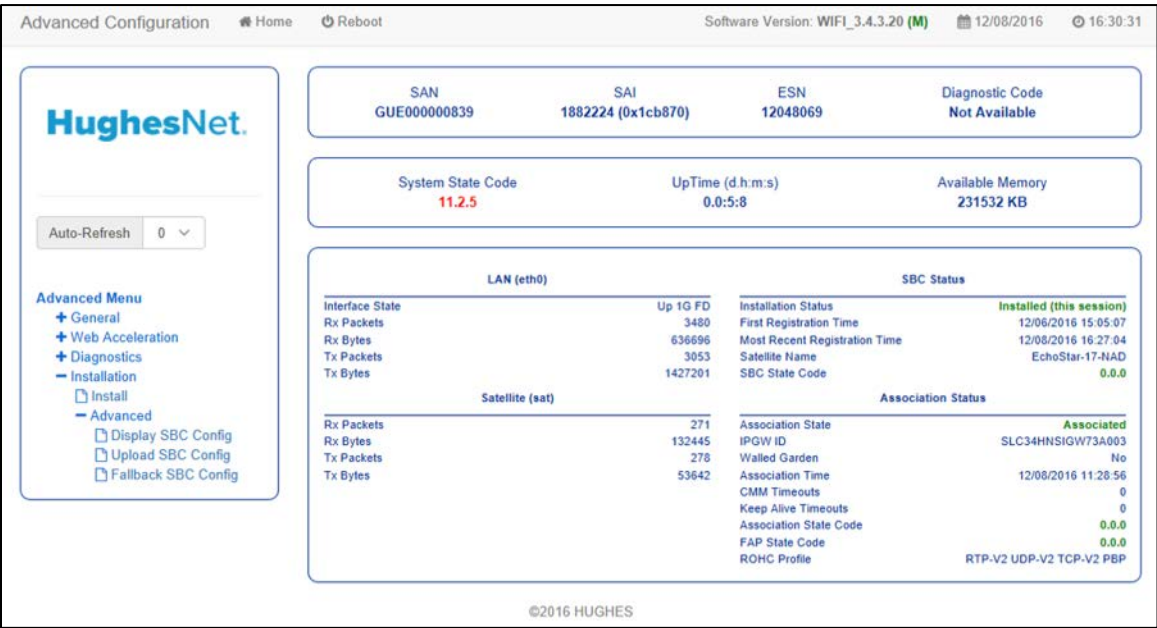 Advanced Configuration Home Reboot Software Version: WIFI_3.4.3.20 (M) 12/08/2016 16:30:31
HughesNet.
Auto-Refresh 0
Advanced Menu
General
Web Acceleration
Diagnostics
Installation
Install
Advanced
Display SBC Config
Upload SBC Config
Fallback SBC Config
SAN SAI ESN Diagnostic Code
GUE000000839 1882224 (0x1cb870) 12048069 Not Available
System State Code UpTime (d.h:m:s) Available Memory
11.2.5 0.0:5:8 231532 KB
LAN (eth0)
Interface State Up 1G FD
Rx Packets 3480
Rx Bytes 636696
Tx Packets 3053
Tx Bytes 1427201
Satellite (sat)
Rx Packets 271
Rx Bytes 132445
Tx Packets 278
Tx Bytes 53642
SBC Status
Installation Status Installed (this session)
First Registration Time 12/06/2016 15:05:07
Most Recent Registration Time 12/08/2016 16:27:04
Satellite Name EchoStar-17-NAD
SBC State Code 0.0.0
Association Status
Association State Associated
IPGW ID SLC34HNSIGW73A003
Walled Garden No
Association Time 12/08/2016 11:28:56
CMM Timeouts 0
Keep Alive Timeouts 0
Association State Code 0.0.0
FAP State Code 0.0.0
ROHC Profile RTP-V2 UDP-V2 TCP-V2 PBP
©2016 HUGHES